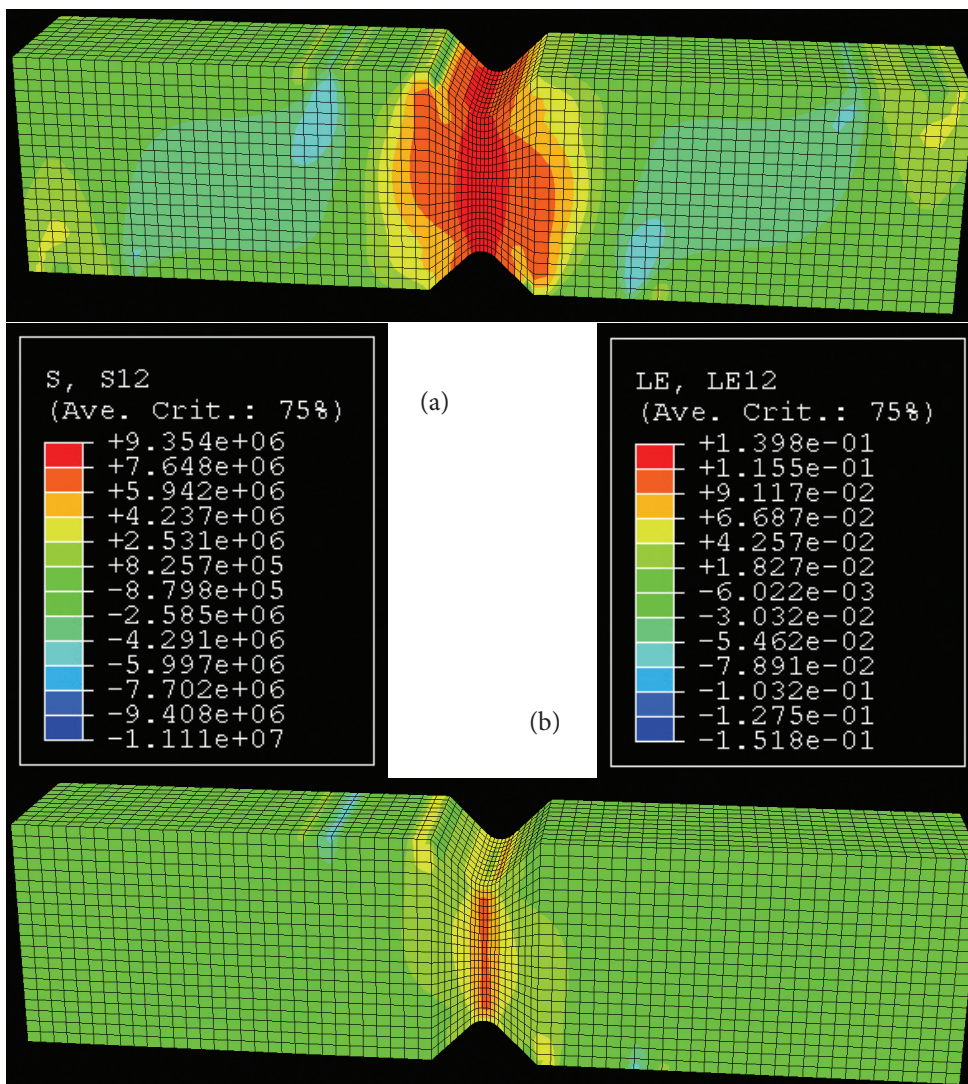 S, S12
(Ave. Crit.: 75%)
+9.354e+06
+7.648e+06
+5.942e+06
+4.237e+06
+2.531e+06
+8.257e+05
-8.798e+05
-2.585e+06
-4.291e+06
-5.997e+06
-7.702e+06
-9.408e+06
-1.111e+07
(a)
(b)
LE, LE12
(Ave. Crit.: 75%)
+1.398e-01
+1.155e-01
+9.117e-02
+6.687e-02
+4.257e-02
+1.827e-02
-6.022e-03
-3.032e-02
-5.462e-02
-7.891e-02
-1.032e-01
-1.275e-01
-1.518e-01